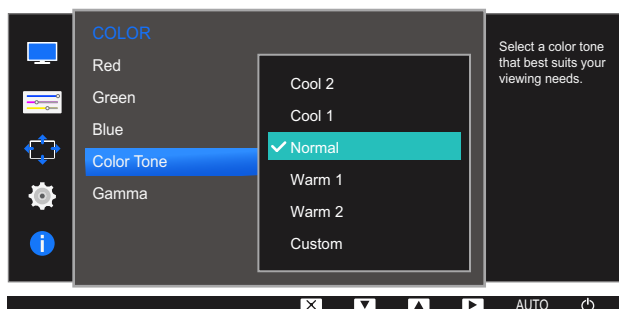 COLOR
Red
Green
Blue
Color Tone
Gamma
Cool 2
Cool 1
Normal
Warm 1
Warm 2
Custom
Select a color tone
that best suits your
viewing needs.
AUTO